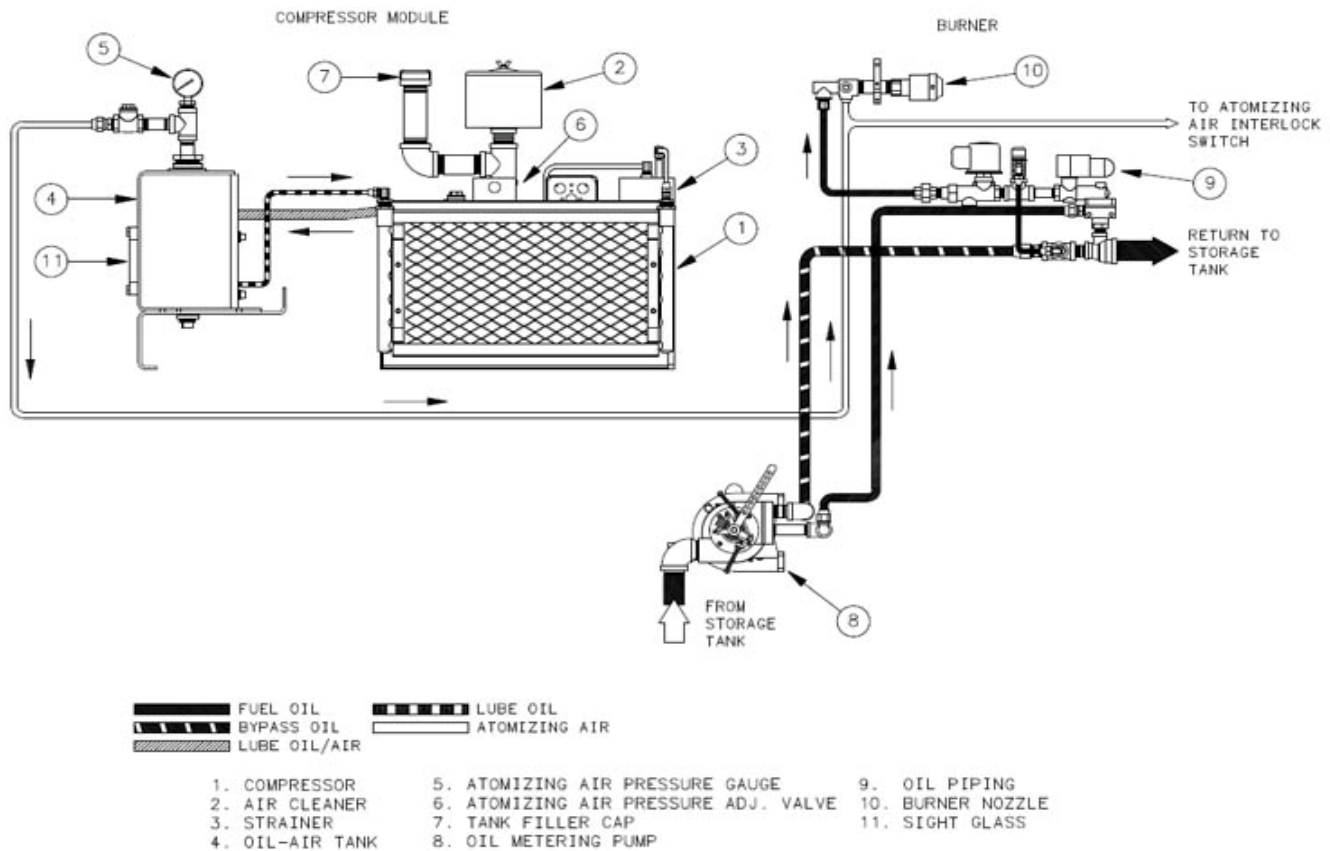 COMPRESSOR MODULE
BURNER
5
7
2
10
6
TO ATOMIZING
AIR INTERLOCK
SWITCH
3
4
9
1
11
RETURN TO
STORAGE
TANK
FROM
STORAGE
TANK
8
FUEL OIL
LUBE OIL
BYPASS OIL
ATOMIZING AIR
LUBE OIL/AIR
1. COMPRESSOR
2. AIR CLEANER
3. STRAINER
4. OIL-AIR TANK
5. ATOMIZING AIR PRESSURE GAUGE
6. ATOMIZING AIR PRESSURE ADJ. VALVE
7. TANK FILLER CAP
8. OIL METERING PUMP
9. OIL PIPING
10. BURNER NOZZLE
11. SIGHT GLASS